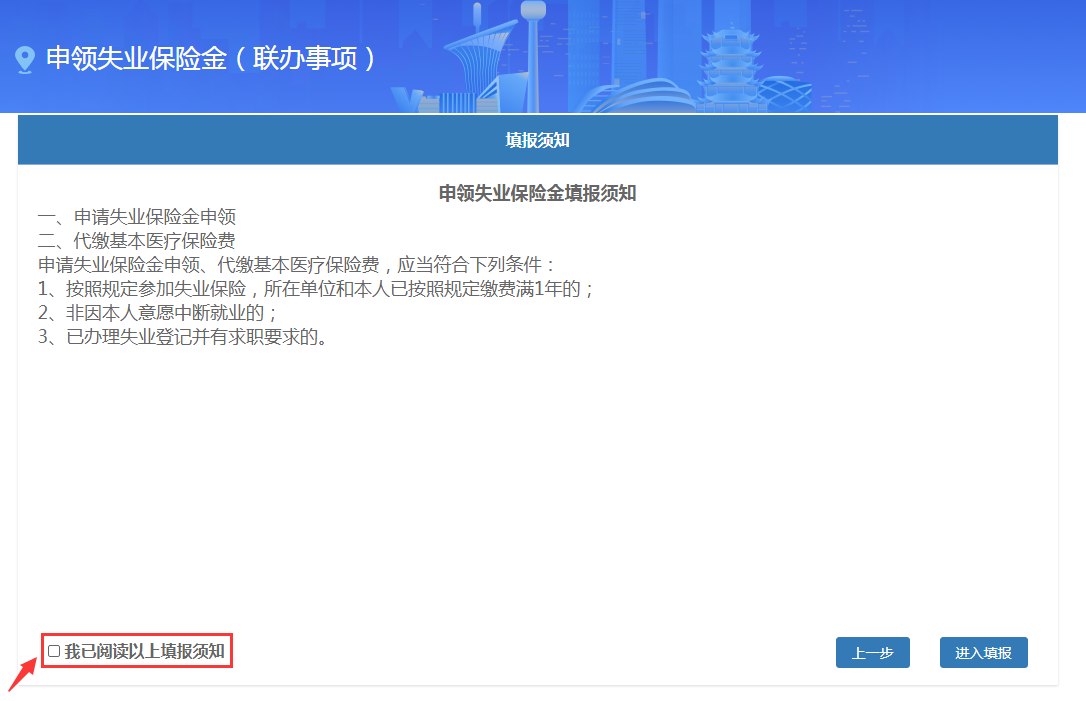 申领失业保险金（联办事项）
填报须知
申领失业保险金填报须知
一、申请失业保险金申领
二、代缴基本医疗保险费
申请失业保险金申领、代缴基本医疗保险费，应当符合下列条件：
1、按照规定参加失业保险，所在单位和本人已按照规定缴费满1年的；
2、非因本人意愿中断就业的；
3、已办理失业登记并有求职要求的。
我已阅读以上填报须知
上一步
进入填报